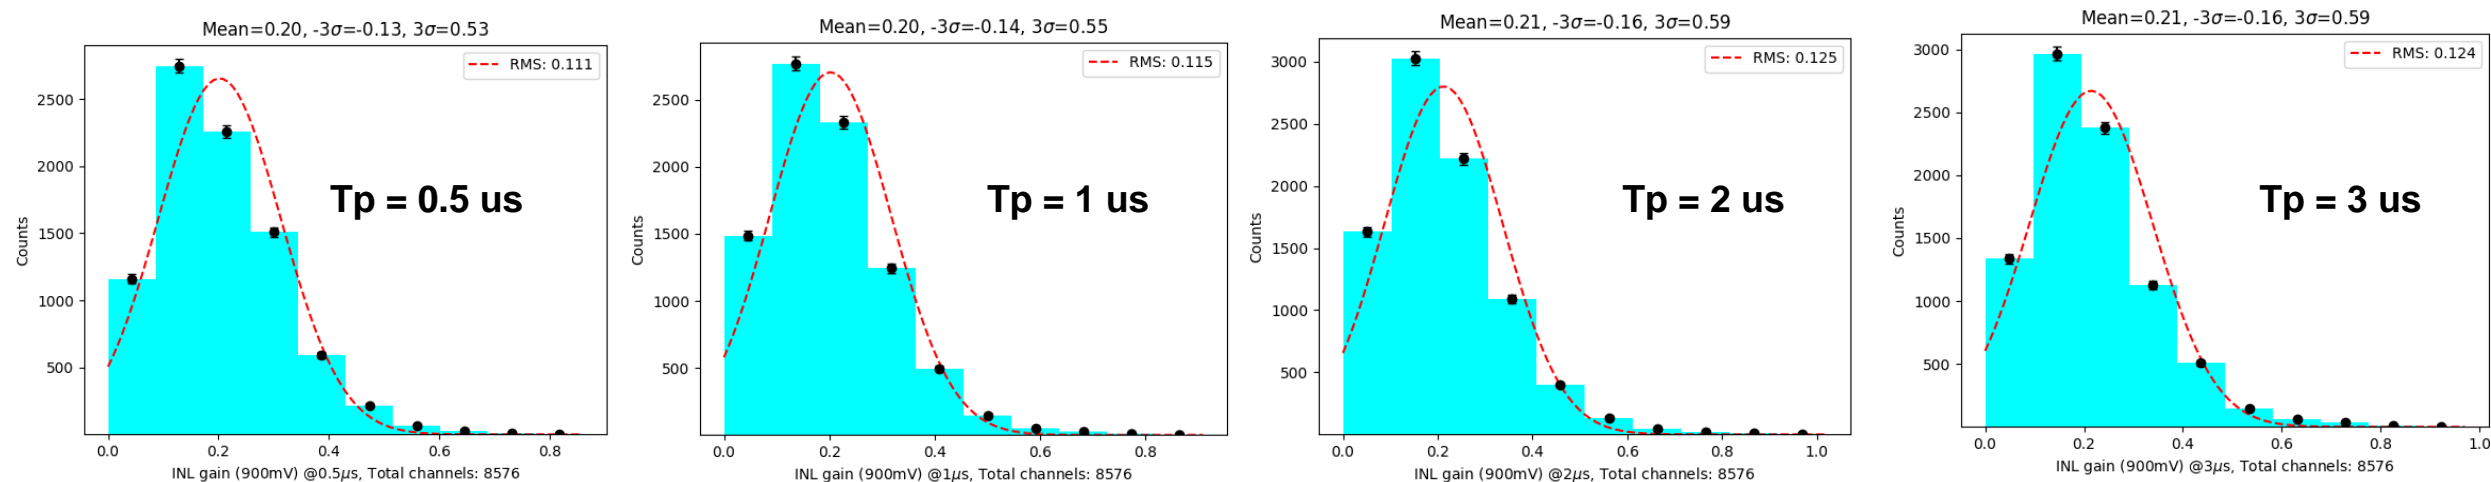 Mean=0.20, -3σ=-0.13, 3σ=0.53
RMS: 0.111
Tp = 0.5 us
Counts
2500
2000
1500
1000
500
0.0 0.2 0.4 0.6 0.8
INL gain (900mV) @0.5μs, Total channels: 8576
Mean=0.20, -3σ=-0.14, 3σ=0.55
RMS: 0.115
Tp = 1 us
Counts
2500
2000
1500
1000
500
0.0 0.2 0.4 0.6 0.8
INL gain (900mV) @1μs, Total channels: 8576
Mean=0.21, -3σ=-0.16, 3σ=0.59
RMS: 0.125
Tp = 2 us
Counts
3000
2500
2000
1500
1000
500
0.0 0.2 0.4 0.6 0.8 1.0
INL gain (900mV) @2μs, Total channels: 8576
Mean=0.21, -3σ=-0.16, 3σ=0.59
RMS: 0.124
Tp = 3 us
Counts
3000
2500
2000
1500
1000
500
0.0 0.2 0.4 0.6 0.8 1.0
INL gain (900mV) @3μs, Total channels: 8576